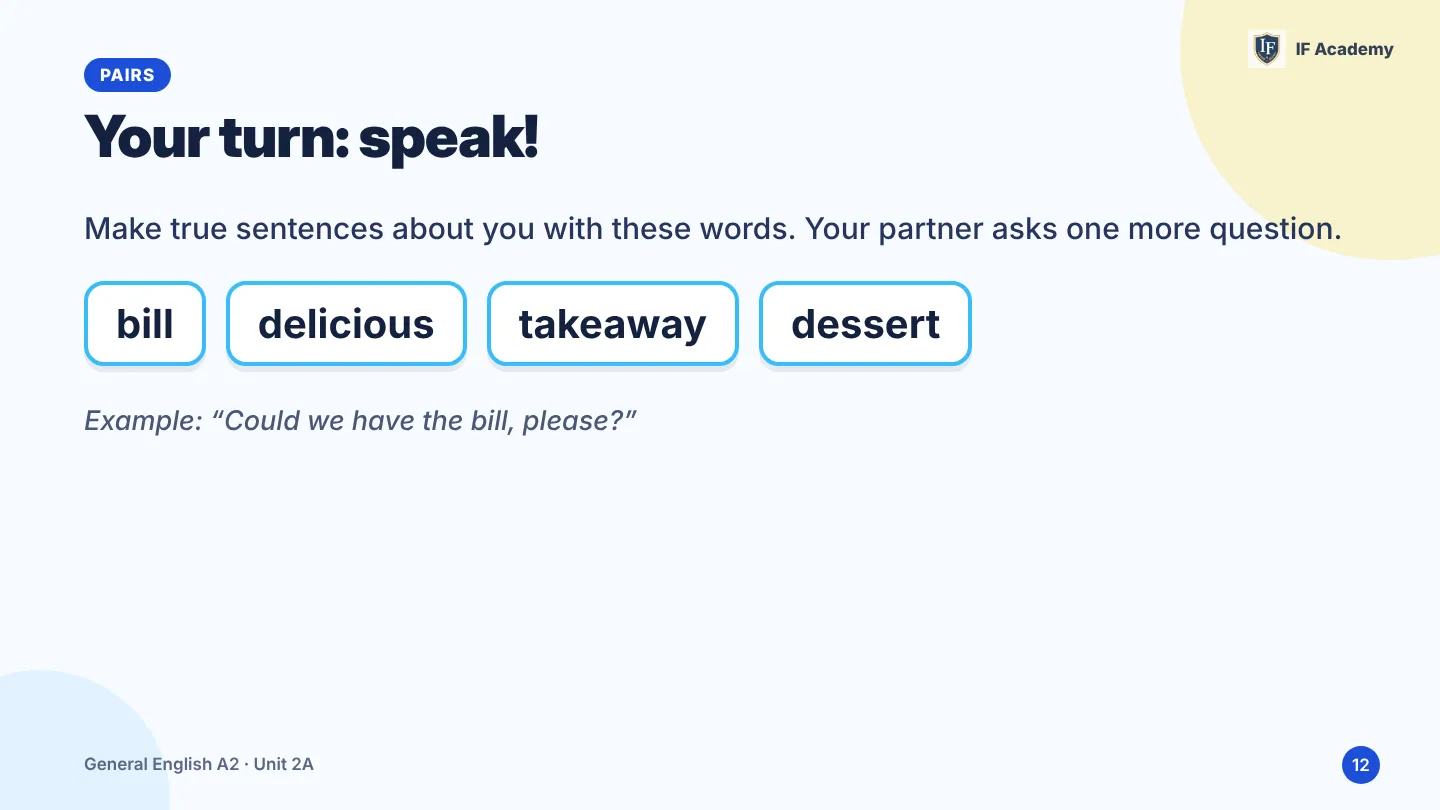 IF
IF Academy
PAIRS
Your turn: speak!
Make true sentences about you with these words. Your partner asks one more question.
bill
delicious
takeaway
dessert
Example: “Could we have the bill, please?”
General English A2 · Unit 2A
12